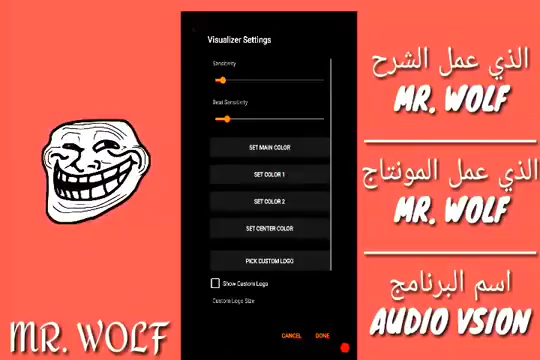 Visualizer Settings
Sensitivity
Beat Sensitivity
SET MAIN COLOR
SET COLOR 1
SET COLOR 2
SET CENTER COLOR
PICK CUSTOM LOGO
Show Custom Logo
Custom Logo Size
CANCEL DONE
الذي عمل الشرح
MR. WOLF
الذي عمل المونتاج
MR. WOLF
اسم البرنامج
AUDIO VSION
MR. WOLF